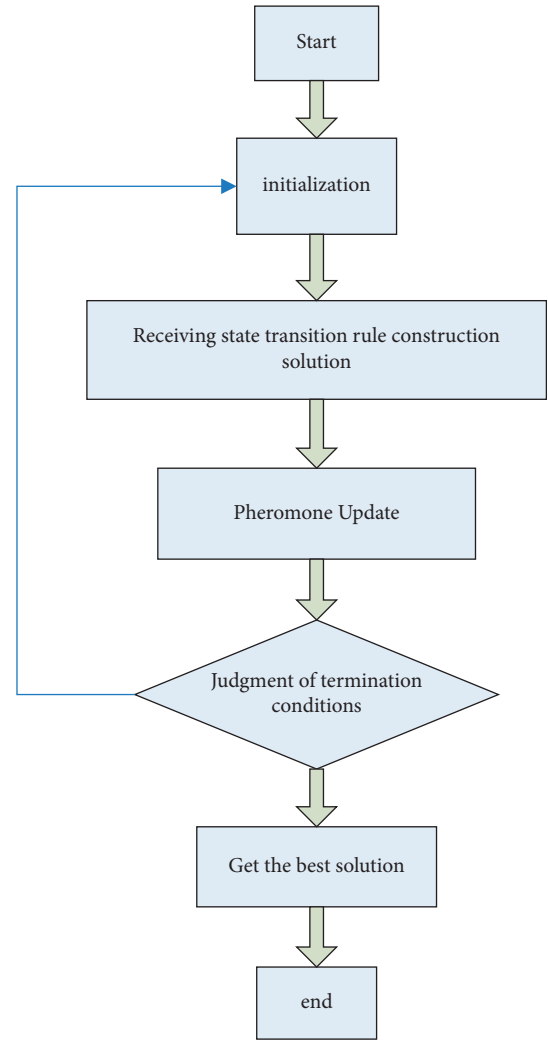 Start
initialization
Receiving state transition rule construction
solution
Pheromone Update
Judgment of termination
conditions
Get the best solution
end